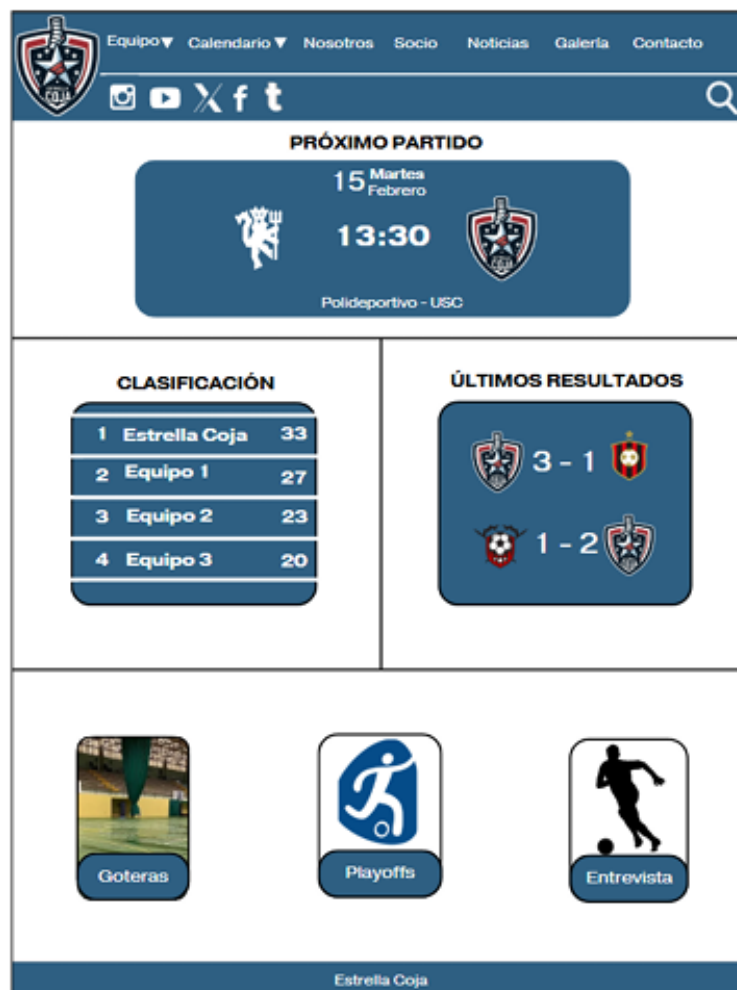 Equipo▼ Calendario▼ Nosotros Socio Noticias Galería Contacto
COJA
PRÓXIMO PARTIDO
15 Martes
Febrero
13:30
COJA
Polideportivo - USC
CLASIFICACIÓN
1 Estrella Coja 33
2 Equipo 1 27
3 Equipo 2 23
4 Equipo 3 20
ÚLTIMOS RESULTADOS
3 - 1
1 - 2
Goteras
Playoffs
Entrevista
Estrella Coja